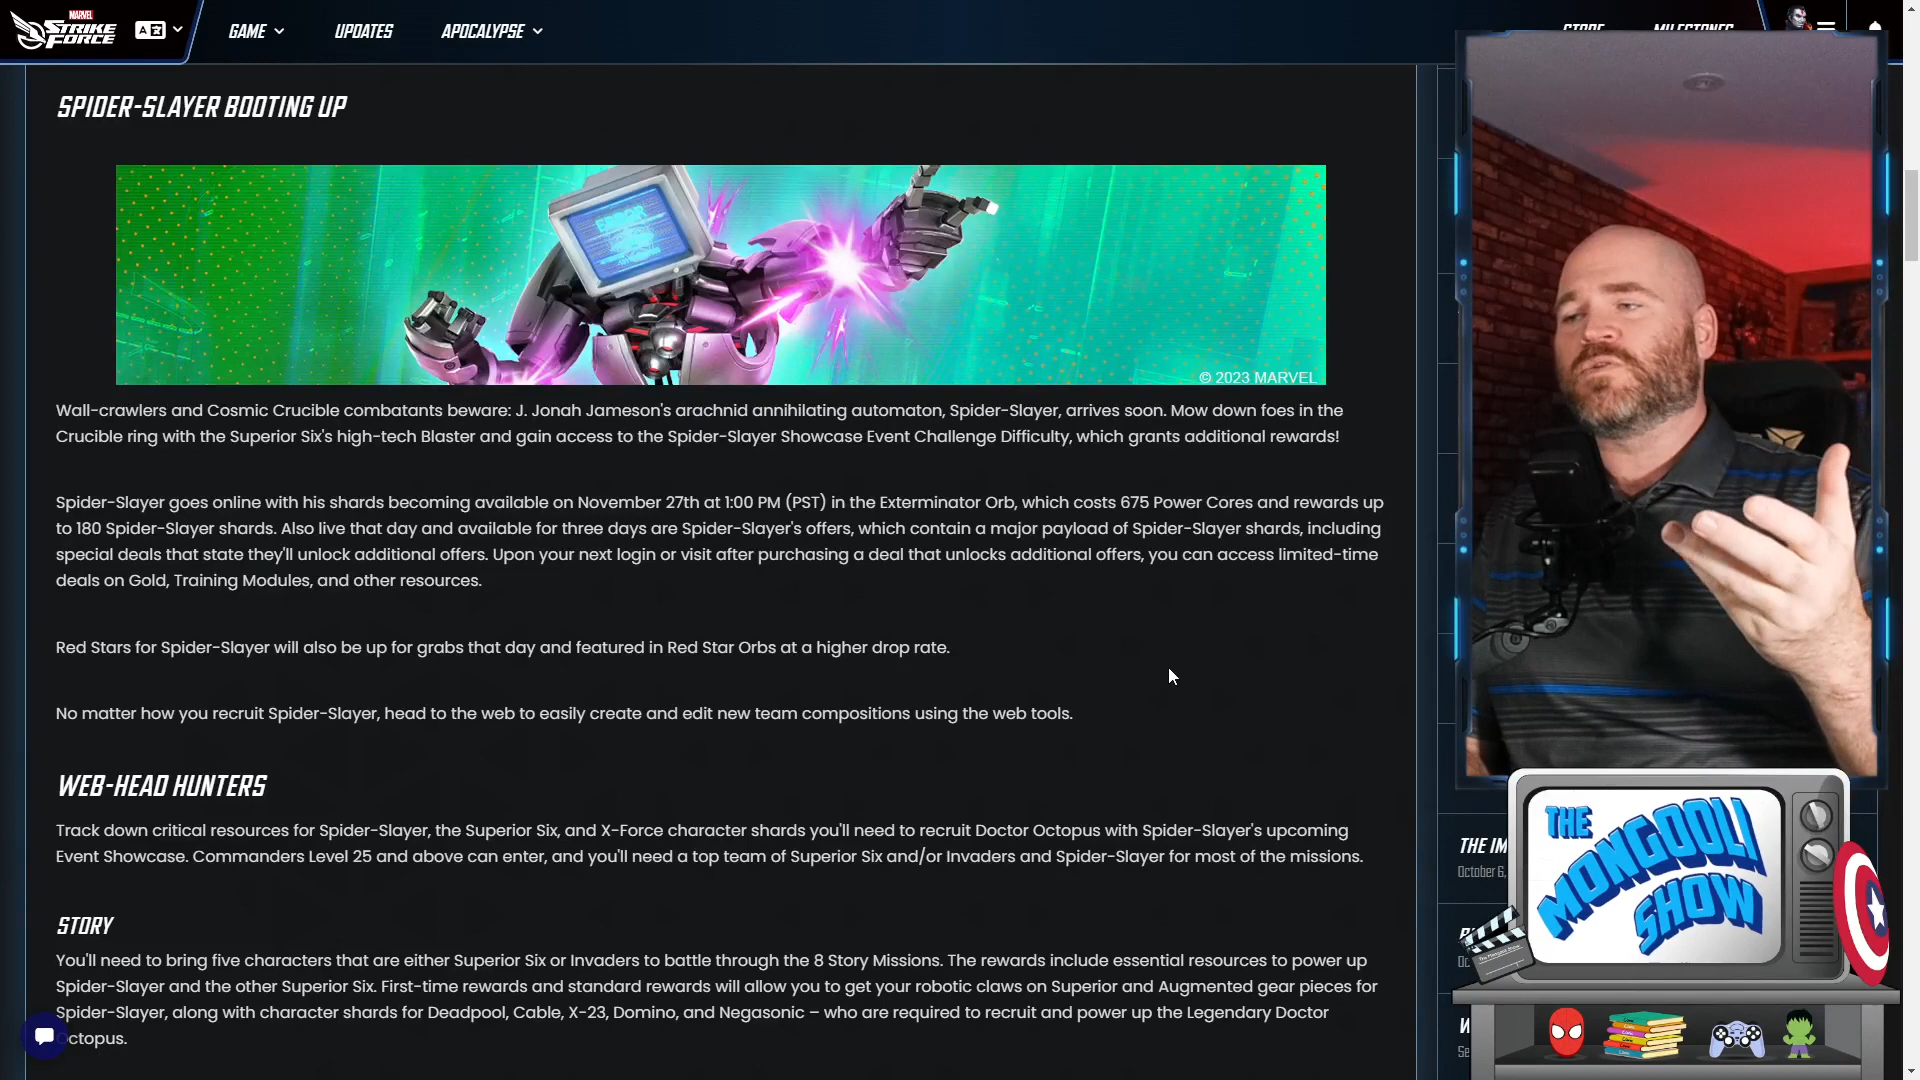 MARVEL
STRIKE
FORCE
GAME
UPDATES
APOCALYPSE
STORE
MILESTONES
SPIDER-SLAYER BOOTING UP
ERROR
© 2023 MARVEL
Wall-crawlers and Cosmic Crucible combatants beware: J. Jonah Jameson's arachnid annihilating automaton, Spider-Slayer, arrives soon. Mow down foes in the
Crucible ring with the Superior Six's high-tech Blaster and gain access to the Spider-Slayer Showcase Event Challenge Difficulty, which grants additional rewards!
Spider-Slayer goes online with his shards becoming available on November 27th at 1:00 PM (PST) in the Exterminator Orb, which costs 675 Power Cores and rewards up
to 180 Spider-Slayer shards. Also live that day and available for three days are Spider-Slayer's offers, which contain a major payload of Spider-Slayer shards, including
special deals that state they'll unlock additional offers. Upon your next login or visit after purchasing a deal that unlocks additional offers, you can access limited-time
deals on Gold, Training Modules, and other resources.
Red Stars for Spider-Slayer will also be up for grabs that day and featured in Red Star Orbs at a higher drop rate.
No matter how you recruit Spider-Slayer, head to the web to easily create and edit new team compositions using the web tools.
WEB-HEAD HUNTERS
Track down critical resources for Spider-Slayer, the Superior Six, and X-Force character shards you'll need to recruit Doctor Octopus with Spider-Slayer's upcoming
Event Showcase. Commanders Level 25 and above can enter, and you'll need a top team of Superior Six and/or Invaders and Spider-Slayer for most of the missions.
STORY
You'll need to bring five characters that are either Superior Six or Invaders to battle through the 8 Story Missions. The rewards include essential resources to power up
Spider-Slayer and the other Superior Six. First-time rewards and standard rewards will allow you to get your robotic claws on Superior and Augmented gear pieces for
Spider-Slayer, along with character shards for Deadpool, Cable, X-23, Domino, and Negasonic – who are required to recruit and power up the Legendary Doctor
Octopus.
THE IM
October 6,
THE
MONGOOLI
SHOW